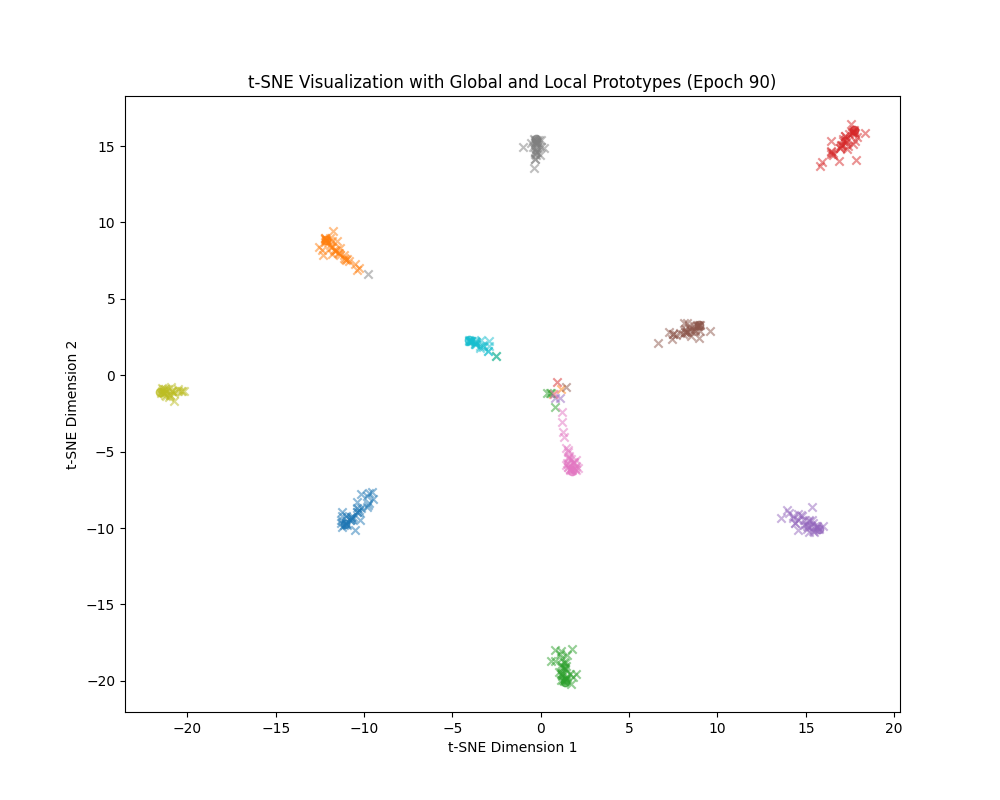 t-SNE Visualization with Global and Local Prototypes (Epoch 90)
15
10
5
0
−5
−10
−15
−20
t-SNE Dimension 2
−20 −15 −10 −5 0 5 10 15 20
t-SNE Dimension 1